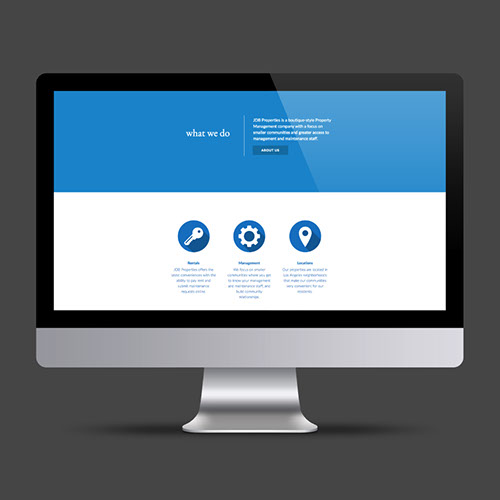 what we do
JDB Properties is a boutique-style Property
Management company with a focus on
smaller communities and greater access to
management and maintenance staff.
ABOUT US
Rentals
JDB Properties offers the
ability to pay rent and
submit maintenance
requests online.
Management
We focus on smaller
communities where you get
to know your management
and maintenance staff, and
build community
relationships.
Locations
Our properties are located in
Los Angeles neighborhoods
that make our communities
very convenient for our
residents.